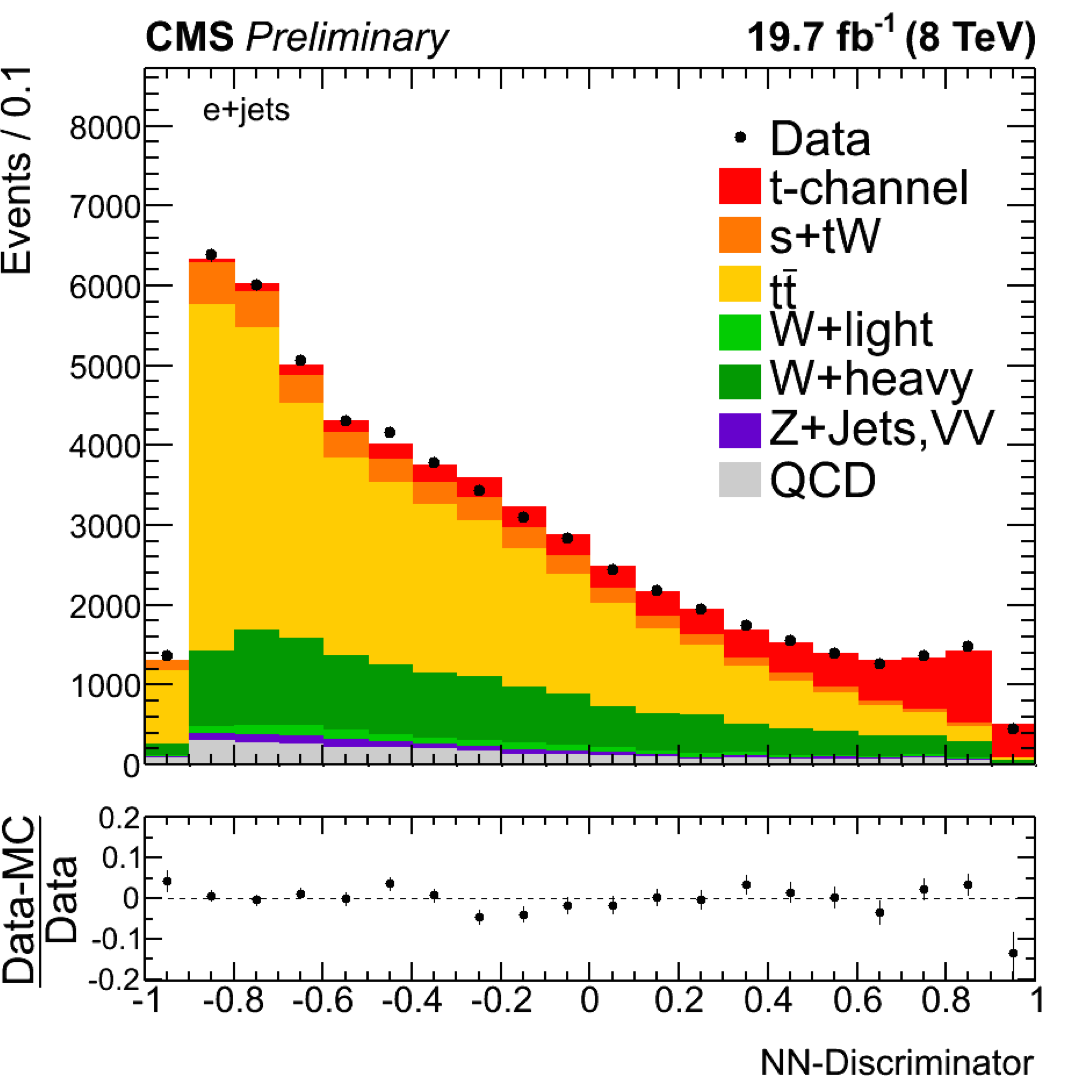 CMS Preliminary 19.7 fb⁻¹ (8 TeV)
Events / 0.1
e+jets
Data
t-channel
s+tW
tt̄
W+light
W+heavy
Z+Jets,VV
QCD
8000
7000
6000
5000
4000
3000
2000
1000
0
Data-MC
Data
0.2
0.1
0
-0.1
-0.2
-1 -0.8 -0.6 -0.4 -0.2 0 0.2 0.4 0.6 0.8 1
NN-Discriminator